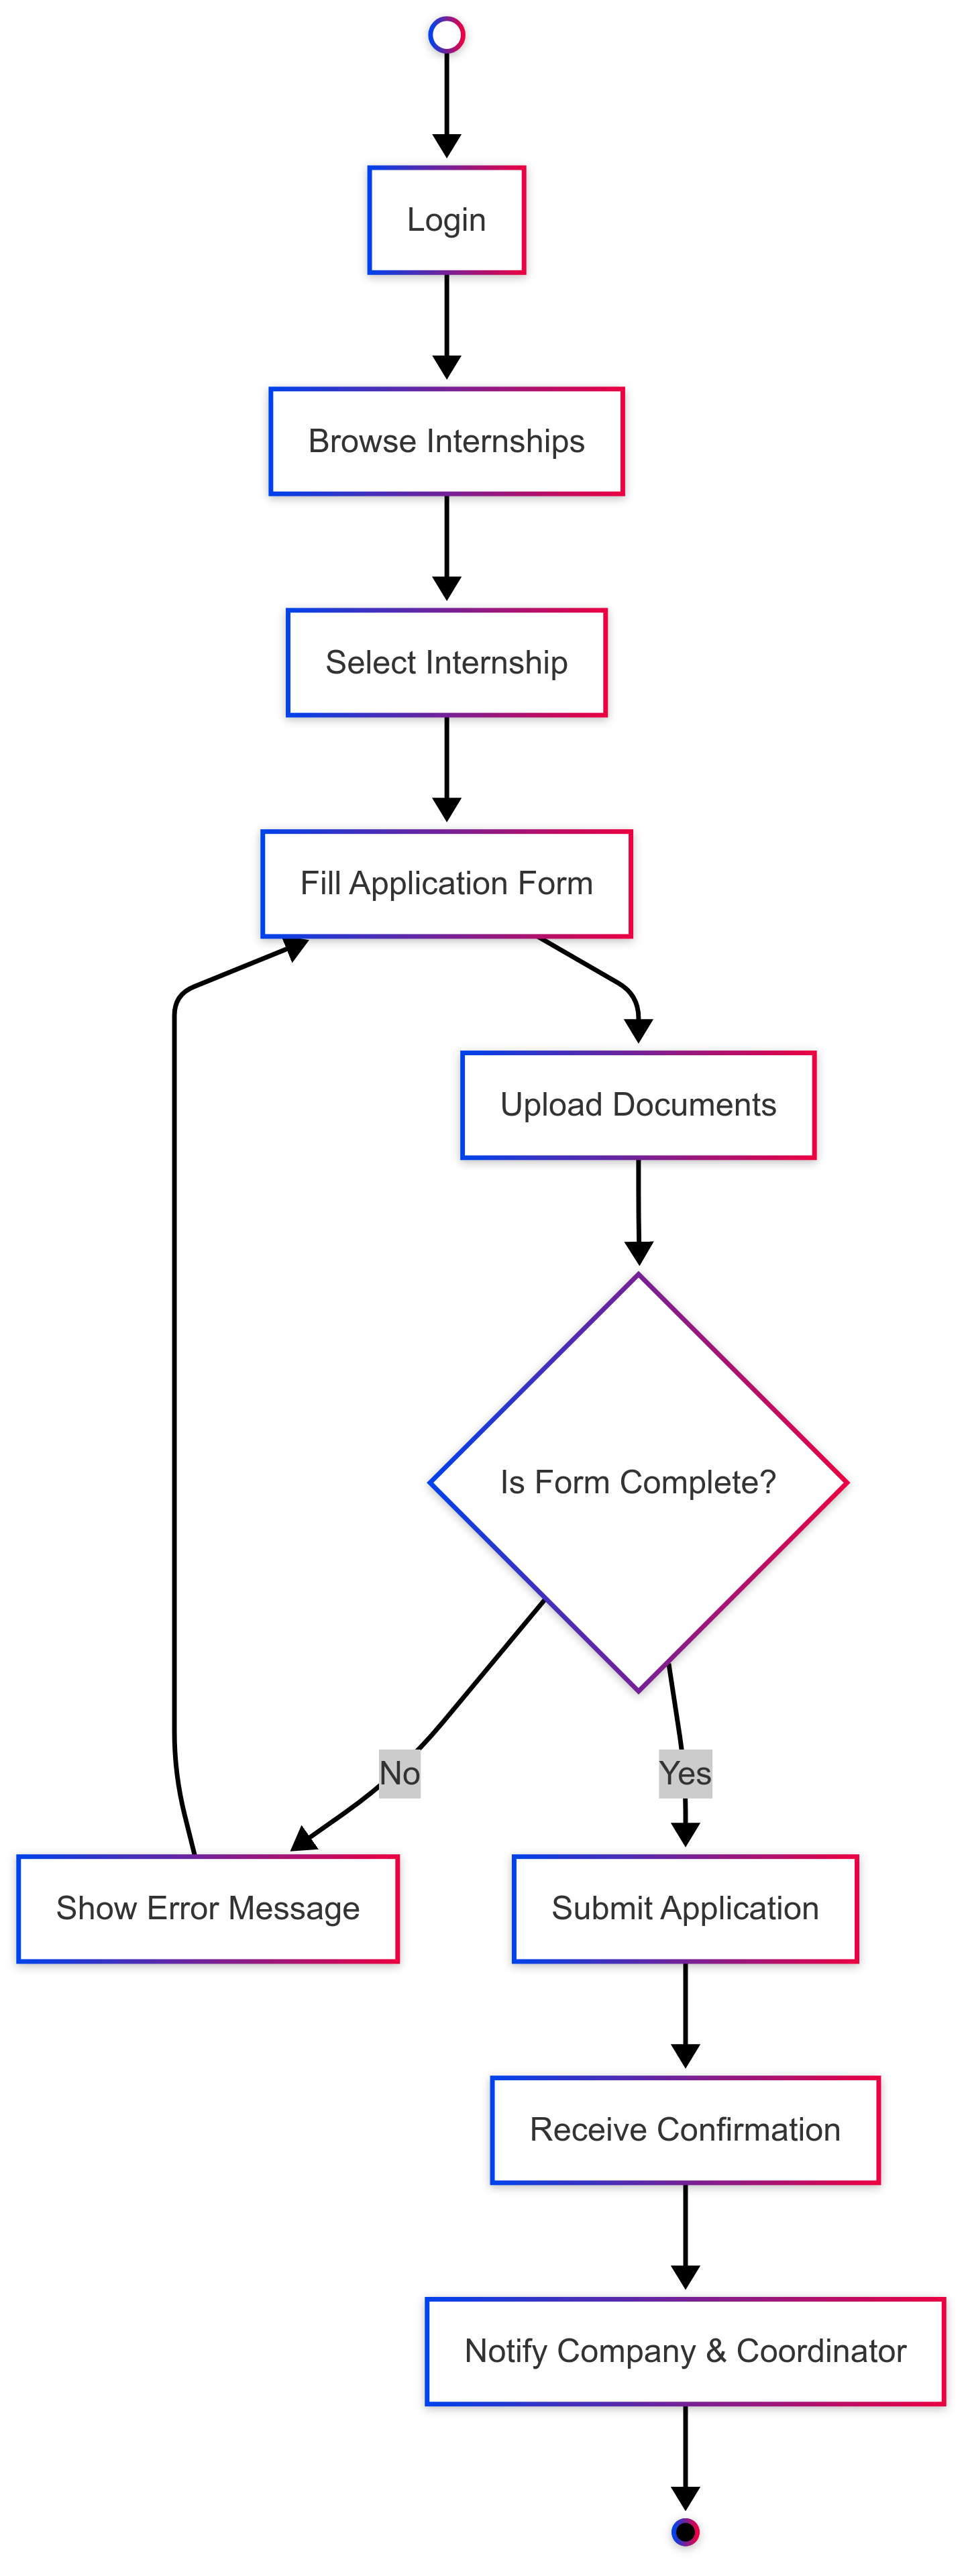 Login
Browse Internships
Select Internship
Fill Application Form
Upload Documents
Is Form Complete?
No
Yes
Show Error Message
Submit Application
Receive Confirmation
Notify Company & Coordinator